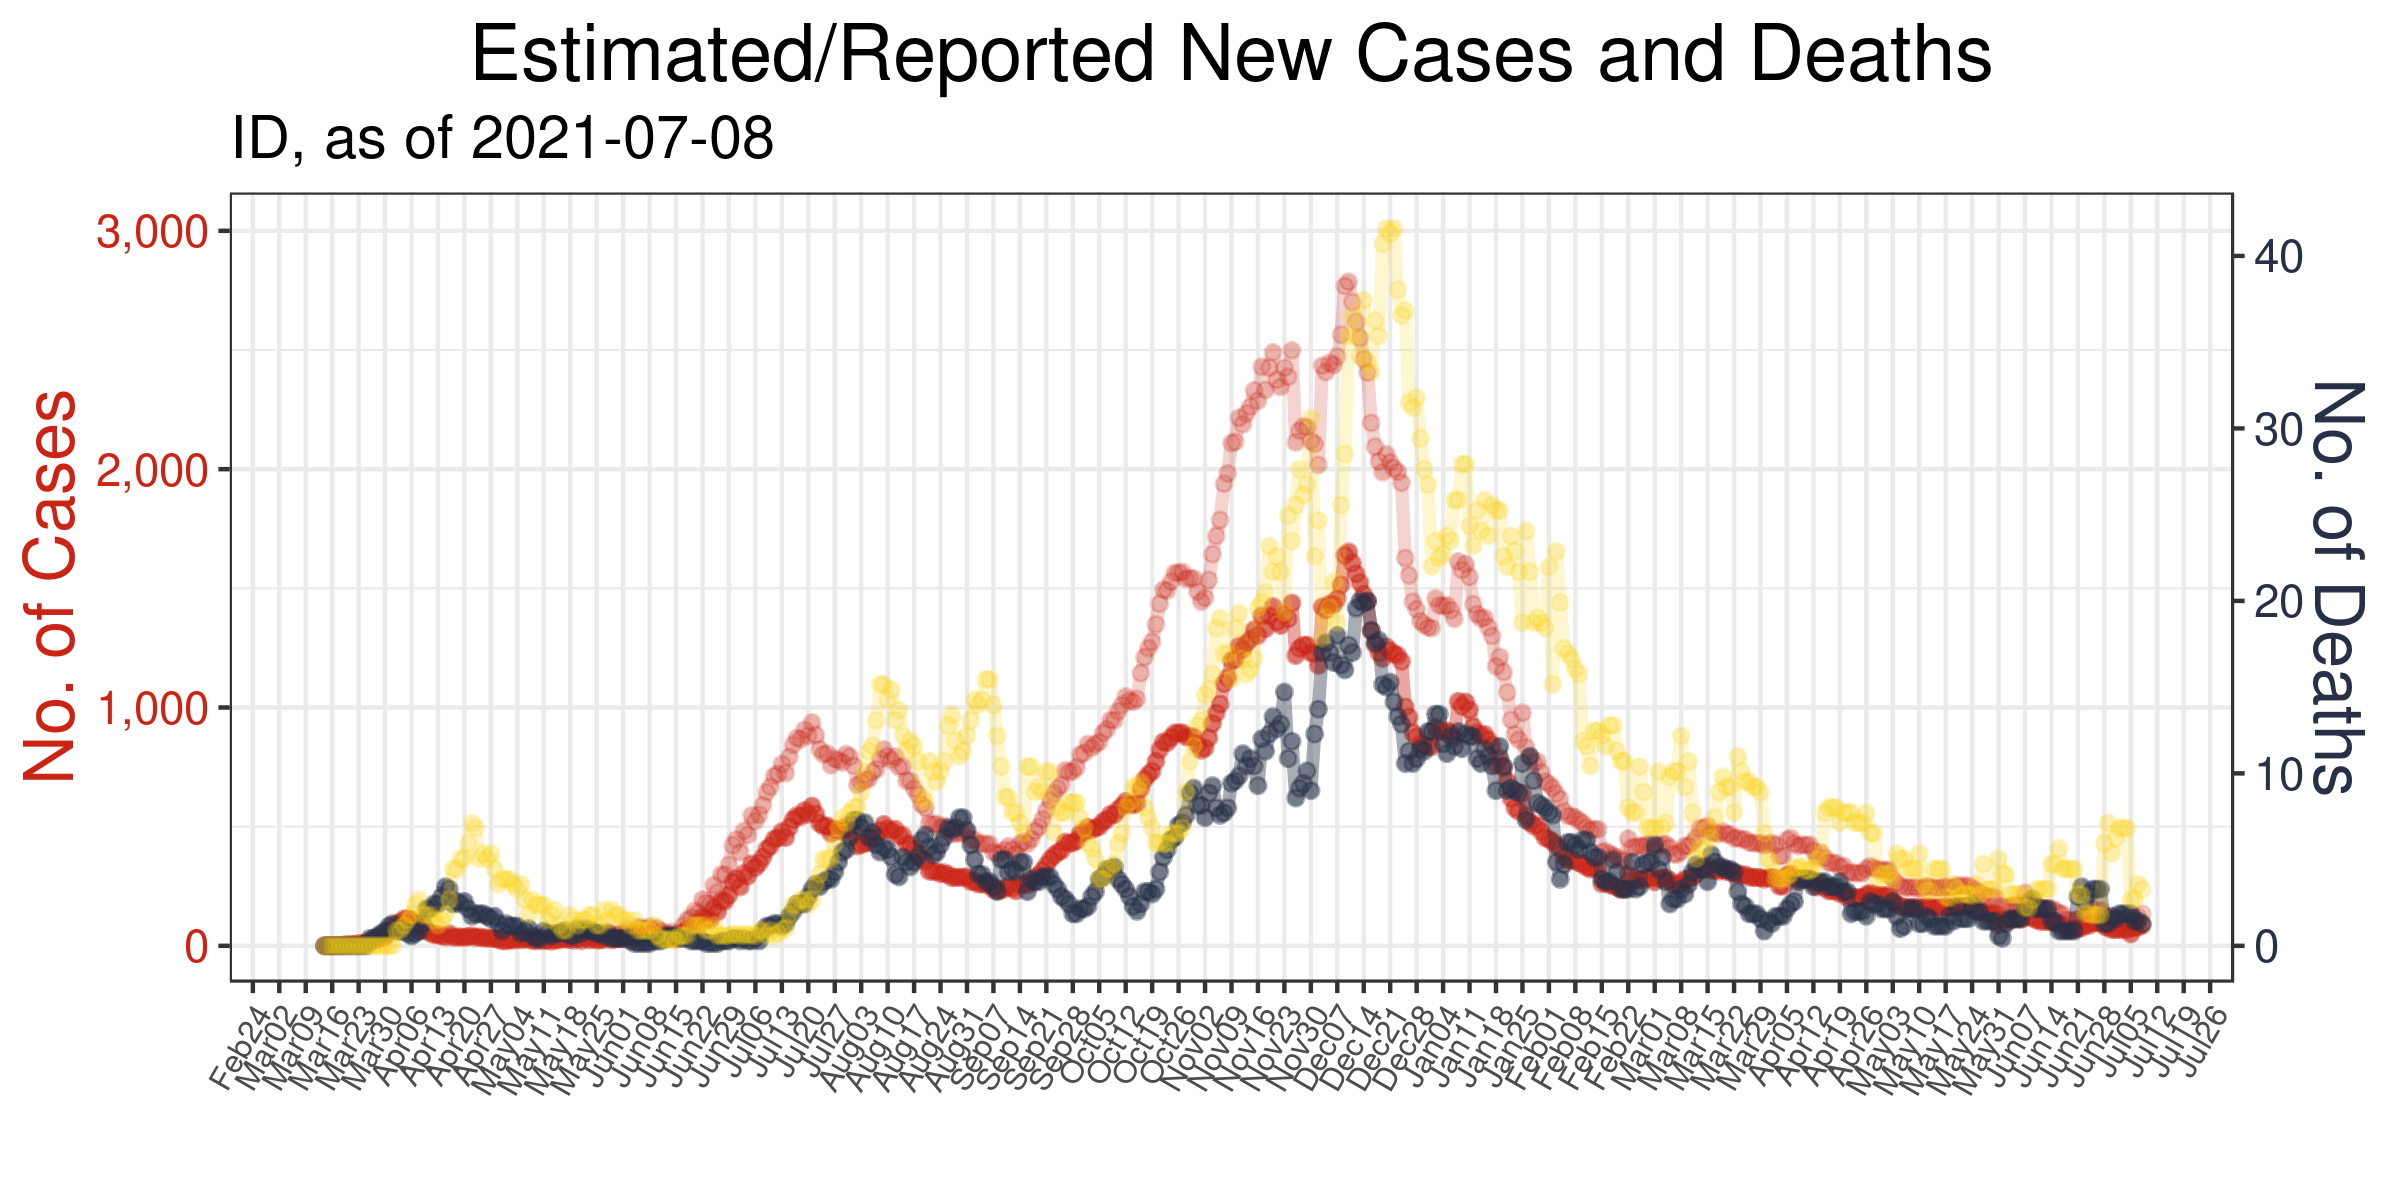 Estimated/Reported New Cases and Deaths
ID, as of 2021-07-08
No. of Cases
3,000
2,000
1,000
0
40
30
20
10
0
No. of Deaths
Feb24
Mar02
Mar09
Mar16
Mar23
Mar30
Apr06
Apr13
Apr20
Apr27
May04
May11
May18
May25
Jun01
Jun08
Jun15
Jun22
Jun29
Jul06
Jul13
Jul20
Jul27
Aug03
Aug10
Aug17
Aug24
Aug31
Sep07
Sep14
Sep21
Sep28
Oct05
Oct12
Oct19
Oct26
Nov02
Nov09
Nov16
Nov23
Nov30
Dec07
Dec14
Dec21
Dec28
Jan04
Jan11
Jan18
Jan25
Feb01
Feb08
Feb15
Feb22
Mar01
Mar08
Mar15
Mar22
Mar29
Apr05
Apr12
Apr19
Apr26
May03
May10
May17
May24
May31
Jun07
Jun14
Jun21
Jun28
Jul05
Jul12
Jul19
Jul26